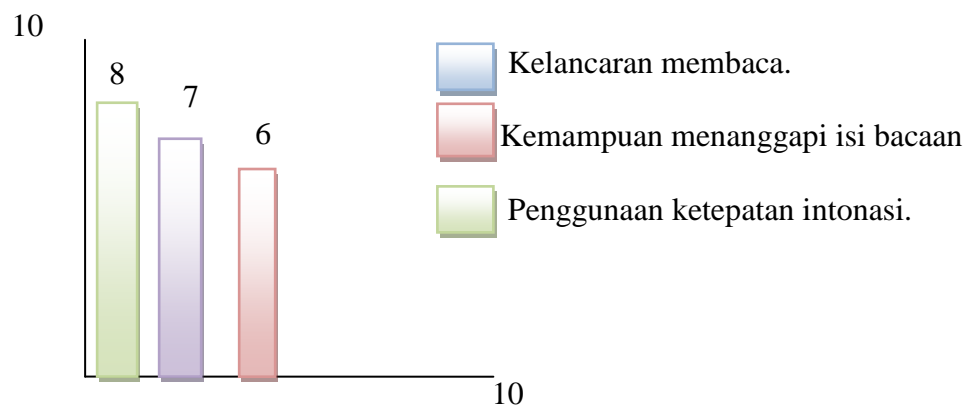 10
8
7
6
Kelancaran membaca.
Kemampuan menanggapi isi bacaan
Penggunaan ketepatan intonasi.
10